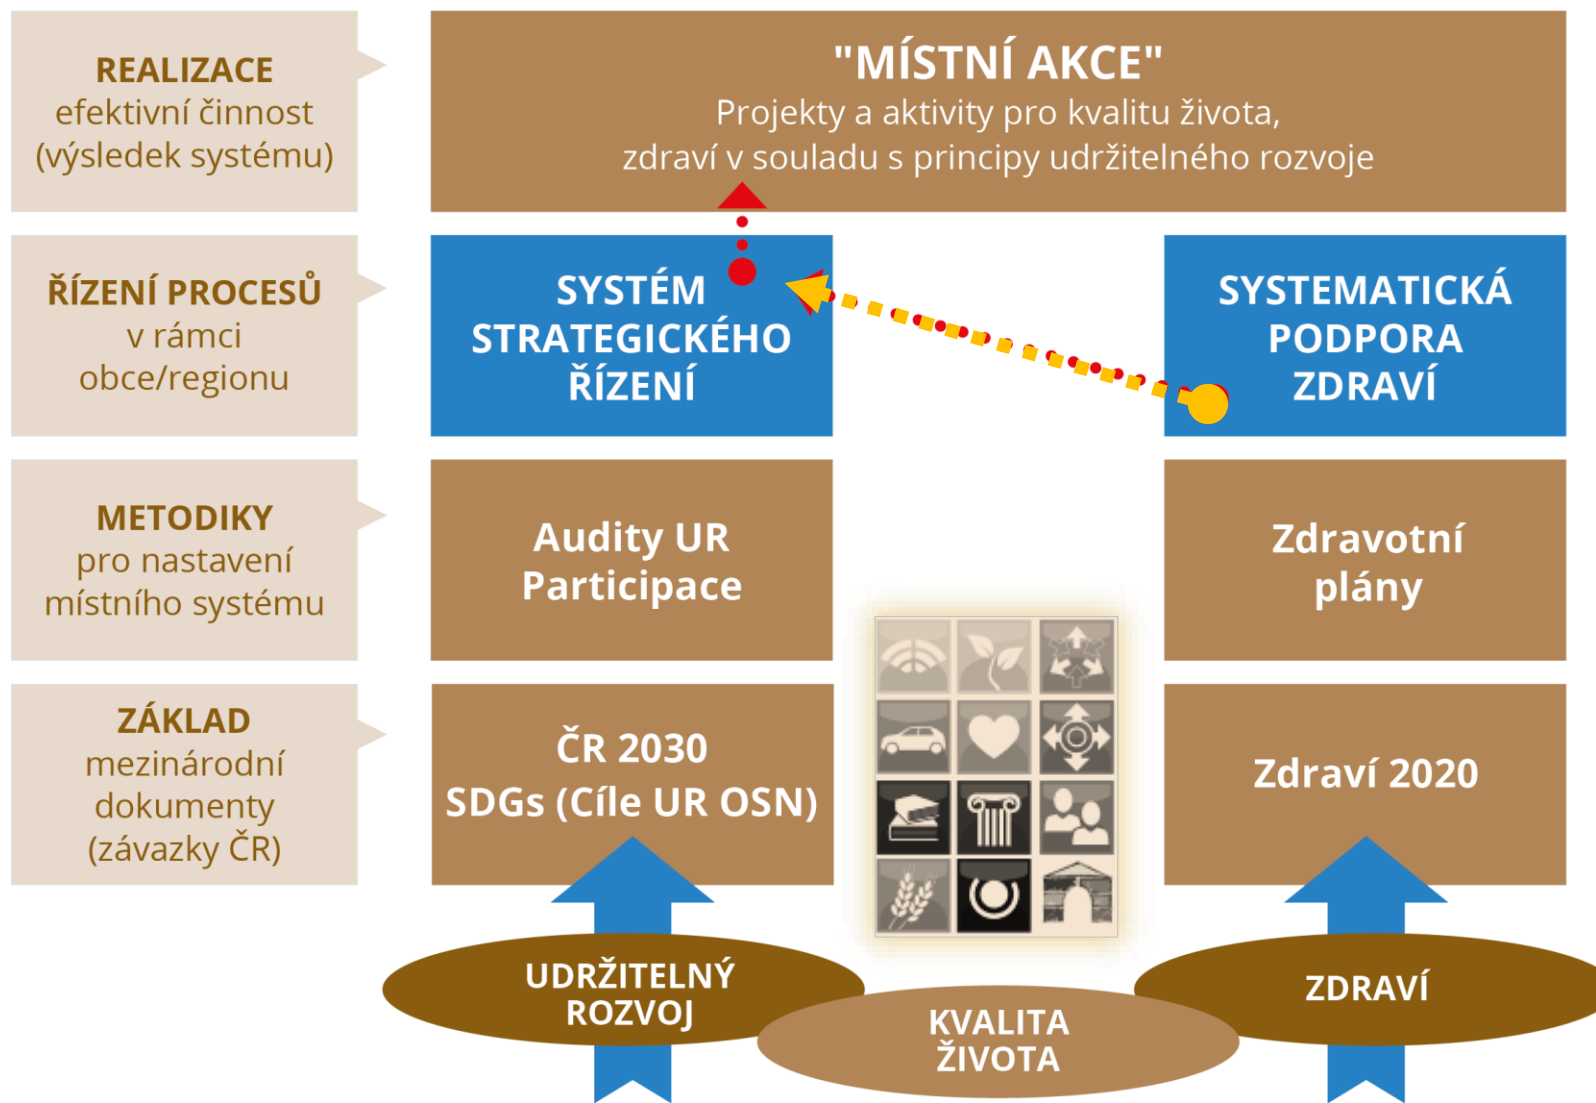 REALIZACE
efektivní činnost
(výsledek systému)
"MÍSTNÍ AKCE"
Projekty a aktivity pro kvalitu života,
zdraví v souladu s principy udržitelného rozvoje
ŘÍZENÍ PROCESŮ
v rámci
obce/regionu
SYSTÉM
STRATEGICKÉHO
ŘÍZENÍ
SYSTEMATICKÁ
PODPORA
ZDRAVÍ
METODIKY
pro nastavení
místního systému
Audity UR
Participace
Zdravotní
plány
ZÁKLAD
mezinárodní
dokumenty
(závazky ČR)
ČR 2030
SDGs (Cíle UR OSN)
Zdraví 2020
UDRŽITELNÝ
ROZVOJ
KVALITA
ŽIVOTA
ZDRAVÍ